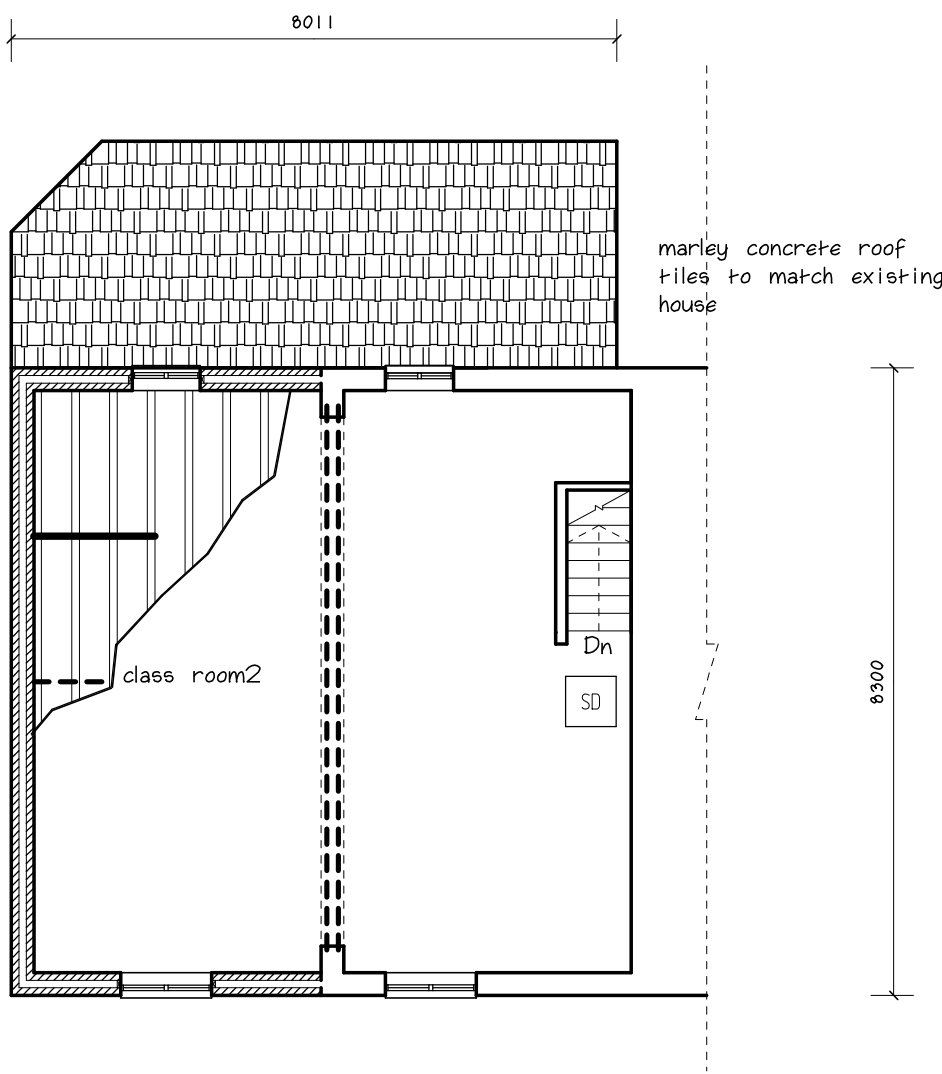 8011
marley concrete roof
tiles to match existing
house
Dn
class room2
SD
8300